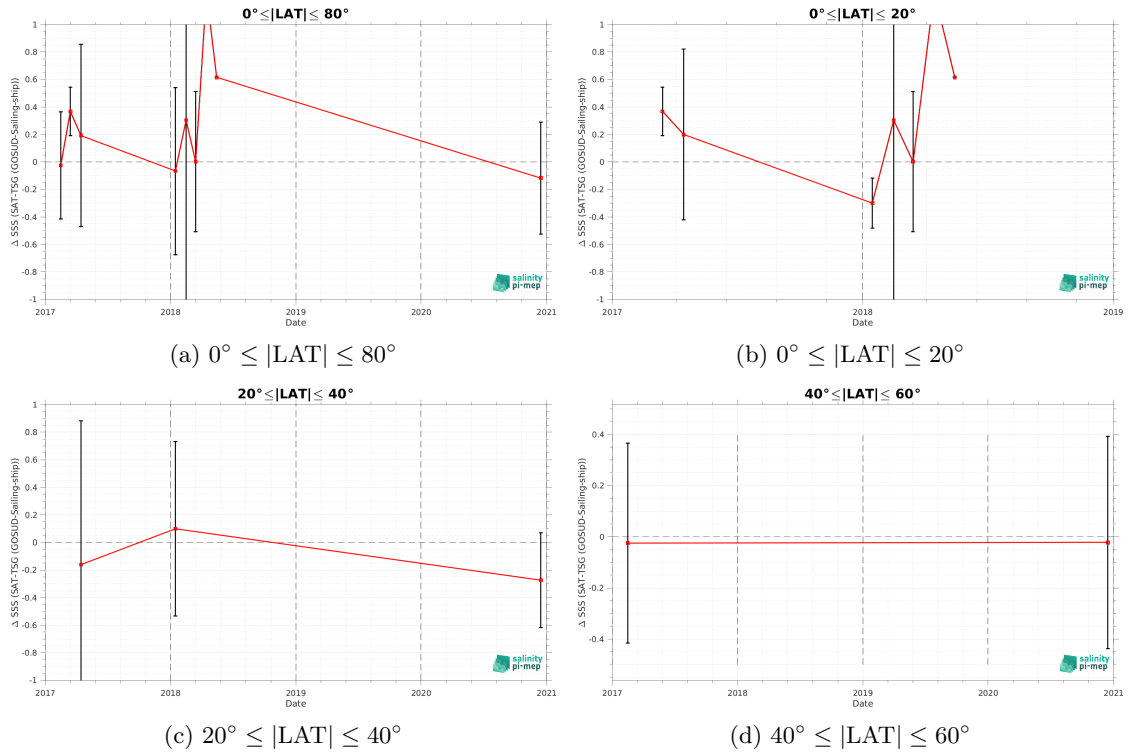 0°≤|LAT|≤ 80°
Δ SSS (SAT-TSG (GOSUD-Sailing-ship))
1
0.8
0.6
0.4
0.2
0
-0.2
-0.4
-0.6
-0.8
-1
2017
2018
2019
2020
2021
Date
salinity
pi-mep
(a) 0° ≤ |LAT| ≤ 80°
0°≤|LAT|≤ 20°
Δ SSS (SAT-TSG (GOSUD-Sailing-ship))
1
0.8
0.6
0.4
0.2
0
-0.2
-0.4
-0.6
-0.8
-1
2017
2018
2019
Date
salinity
pi-mep
(b) 0° ≤ |LAT| ≤ 20°
20°≤|LAT|≤ 40°
Δ SSS (SAT-TSG (GOSUD-Sailing-ship))
1
0.8
0.6
0.4
0.2
0
-0.2
-0.4
-0.6
-0.8
-1
2017
2018
2019
2020
2021
Date
salinity
pi-mep
(c) 20° ≤ |LAT| ≤ 40°
40°≤|LAT|≤ 60°
Δ SSS (SAT-TSG (GOSUD-Sailing-ship))
0.4
0.2
0
-0.2
-0.4
2017
2018
2019
2020
2021
Date
salinity
pi-mep
(d) 40° ≤ |LAT| ≤ 60°